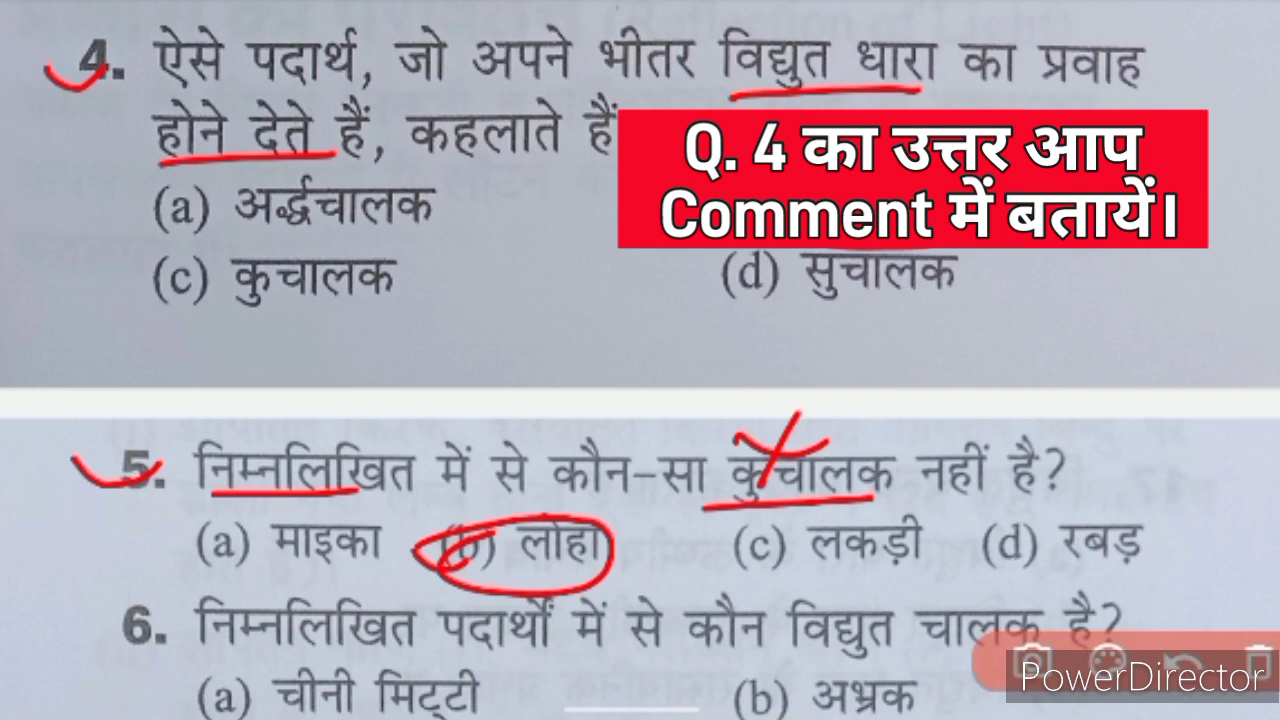 4. ऐसे पदार्थ, जो अपने भीतर विद्युत धारा का प्रवाह
होने देते हैं, कहलाते हैं
Q. 4 का उत्तर आप
Comment में बतायें।
(a) अर्द्धचालक
(c) कुचालक (d) सुचालक
5. निम्नलिखित में से कौन-सा कुचालक नहीं है?
(a) माइका (b) लोहा (c) लकड़ी (d) रबड़
6. निम्नलिखित पदार्थों में से कौन विद्युत चालक है?
(a) चीनी मिट्टी (b) अभ्रक
PowerDirector